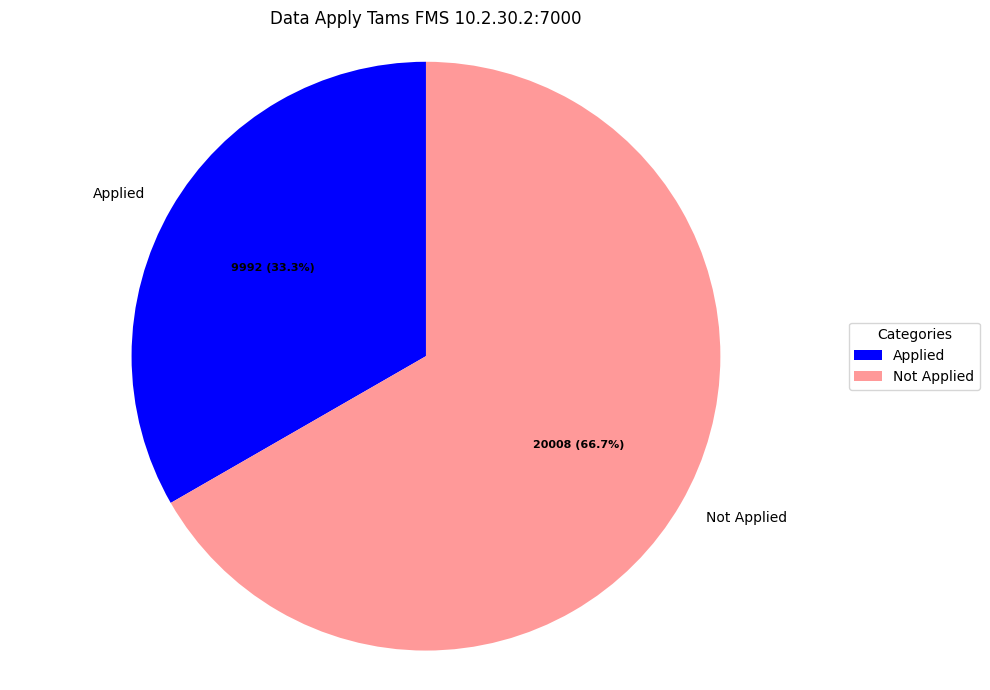 Data Apply Tams FMS 10.2.30.2:7000
Applied
9992 (33.3%)
Categories
Applied
Not Applied
20008 (66.7%)
Not Applied